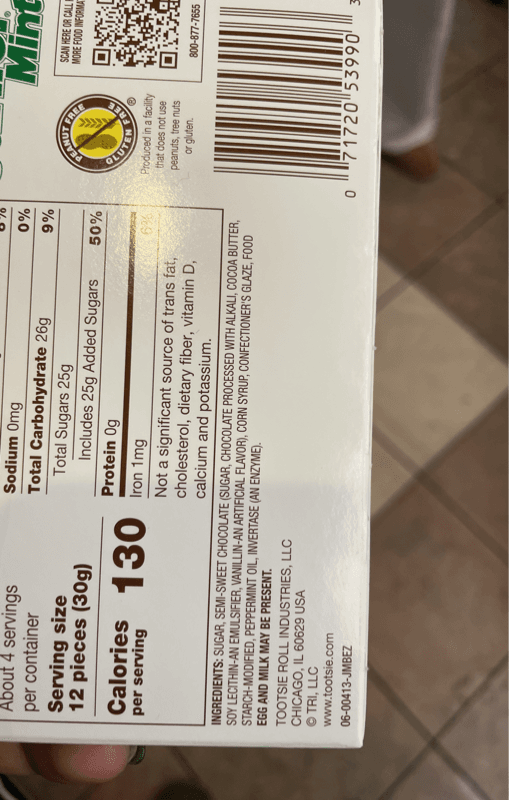 Mint
SCAN HERE OR CALL
MORE FOOD
800-877-7655
PEANUT FREE
GLUTEN FREE
®
Produced in a facility
that does not use
peanuts, tree nuts
or gluten.
0 71720 53990 3
About 4 servings
per container
Serving size
12 pieces (30g)
Calories 130
per serving
Sodium 0mg 0%
Total Carbohydrate 26g 9%
Total Sugars 25g
Includes 25g Added Sugars 50%
Protein 0g
Iron 1mg 6%
Not a significant source of trans fat,
cholesterol, dietary fiber, vitamin D,
calcium and potassium.
INGREDIENTS: SUGAR, SEMI-SWEET CHOCOLATE (SUGAR, CHOCOLATE PROCESSED WITH ALKALI, COCOA BUTTER,
SOY LECITHIN-AN EMULSIFIER, VANILLIN-AN ARTIFICIAL FLAVOR), CORN SYRUP, CONFECTIONER'S GLAZE, FOOD
STARCH-MODIFIED, PEPPERMINT OIL, INVERTASE (AN ENZYME).
EGG AND MILK MAY BE PRESENT.
TOOTSIE ROLL INDUSTRIES, LLC
CHICAGO, IL 60629 USA
© TRI, LLC
www.tootsie.com
06-00413-JMBEZ